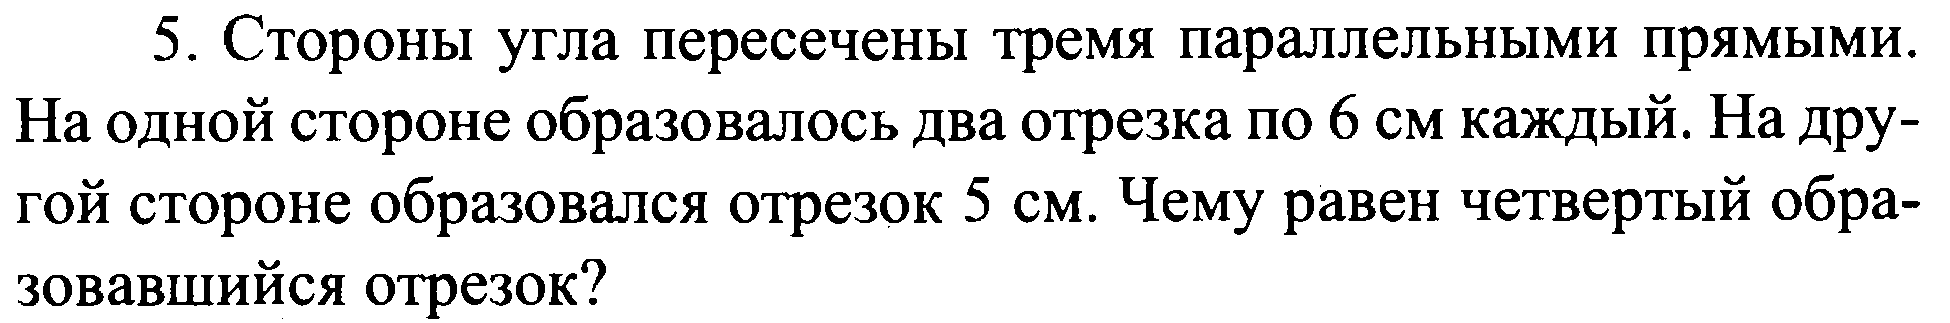 5. Стороны угла пересечены тремя параллельными прямыми.
На одной стороне образовалось два отрезка по 6 см каждый. На дру-
гой стороне образовался отрезок 5 см. Чему равен четвертый обра-
зовавшийся отрезок?